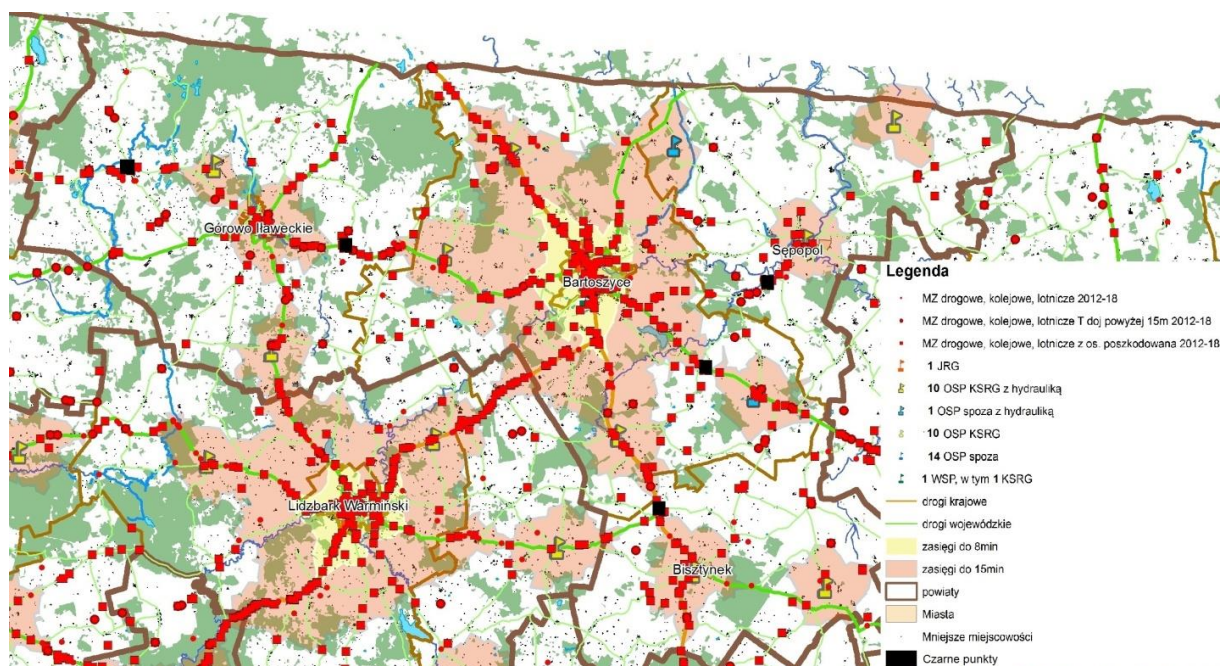 Górowo Iławeckie
Sępopol
Bartoszyce
Lidzbark Warmiński
Bisztynek
Legenda
MZ drogowe, kolejowe, lotnicze 2012-18
MZ drogowe, kolejowe, lotnicze T doj powyżej 15m 2012-18
MZ drogowe, kolejowe, lotnicze z os. poszkodowana 2012-18
1 JRG
10 OSP KSRG z hydrauliką
1 OSP spoza z hydrauliką
10 OSP KSRG
14 OSP spoza
1 WSP, w tym 1 KSRG
drogi krajowe
drogi wojewódzkie
zasięgi do 8min
zasięgi do 15min
powiaty
Miasta
Mniejsze miejscowości
Czarne punkty